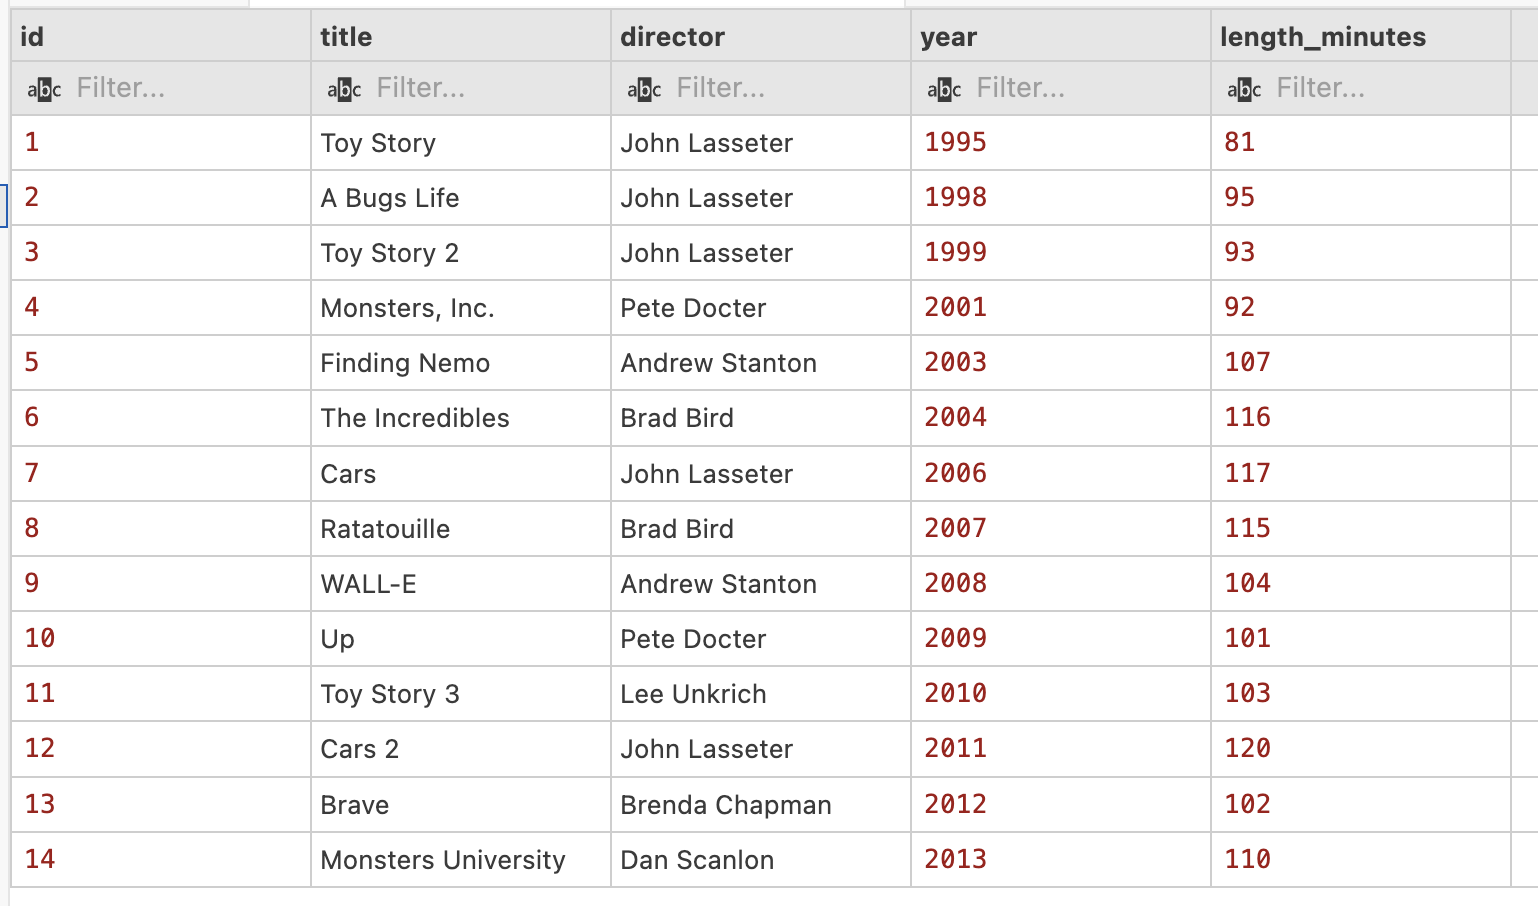 id title director year length_minutes
abc Filter... abc Filter... abc Filter... abc Filter... abc Filter...
1 Toy Story John Lasseter 1995 81
2 A Bugs Life John Lasseter 1998 95
3 Toy Story 2 John Lasseter 1999 93
4 Monsters, Inc. Pete Docter 2001 92
5 Finding Nemo Andrew Stanton 2003 107
6 The Incredibles Brad Bird 2004 116
7 Cars John Lasseter 2006 117
8 Ratatouille Brad Bird 2007 115
9 WALL-E Andrew Stanton 2008 104
10 Up Pete Docter 2009 101
11 Toy Story 3 Lee Unkrich 2010 103
12 Cars 2 John Lasseter 2011 120
13 Brave Brenda Chapman 2012 102
14 Monsters University Dan Scanlon 2013 110